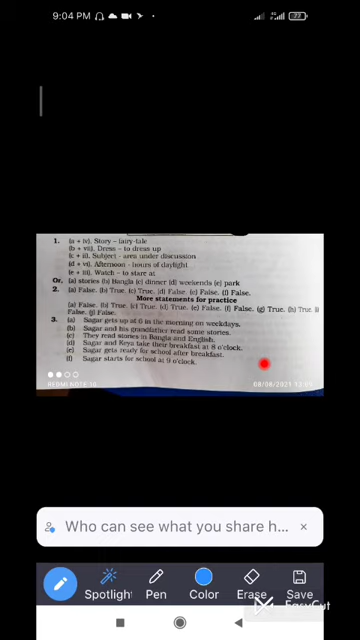 9:04 PM
77
1. (a + iv). Story – fairy-tale
(b + vii). Dress – to dress up
(c + ii). Subject - area under discussion
(d + vi). Afternoon - hours of daylight
(e + iii). Watch – to stare at
Or, (a) stories (b) Bangla (c) dinner (d) weekends (e) park
2. (a) False. (b) True. (c) True. (d) False. (e) False. (f) False.
More statements for practice
(a) False. (b) True. (c) True. (d) True. (e) False. (f) False. (g) True. (h) True.
False. (j) False.
3. (a) Sagar gets up at 6 in the morning on weekdays.
(b) Sagar and his grandfather read some stories.
(c) They read stories in Bangla and English.
(d) Sagar and Keya take their breakfast at 8 o'clock.
(e) Sagar gets ready for school after breakfast.
(f) Sagar starts for school at 9 o'clock.
REDMI NOTE
08/08/2021
Who can see what you share h...
Spotlight Pen Color Erase Save
EasyCut